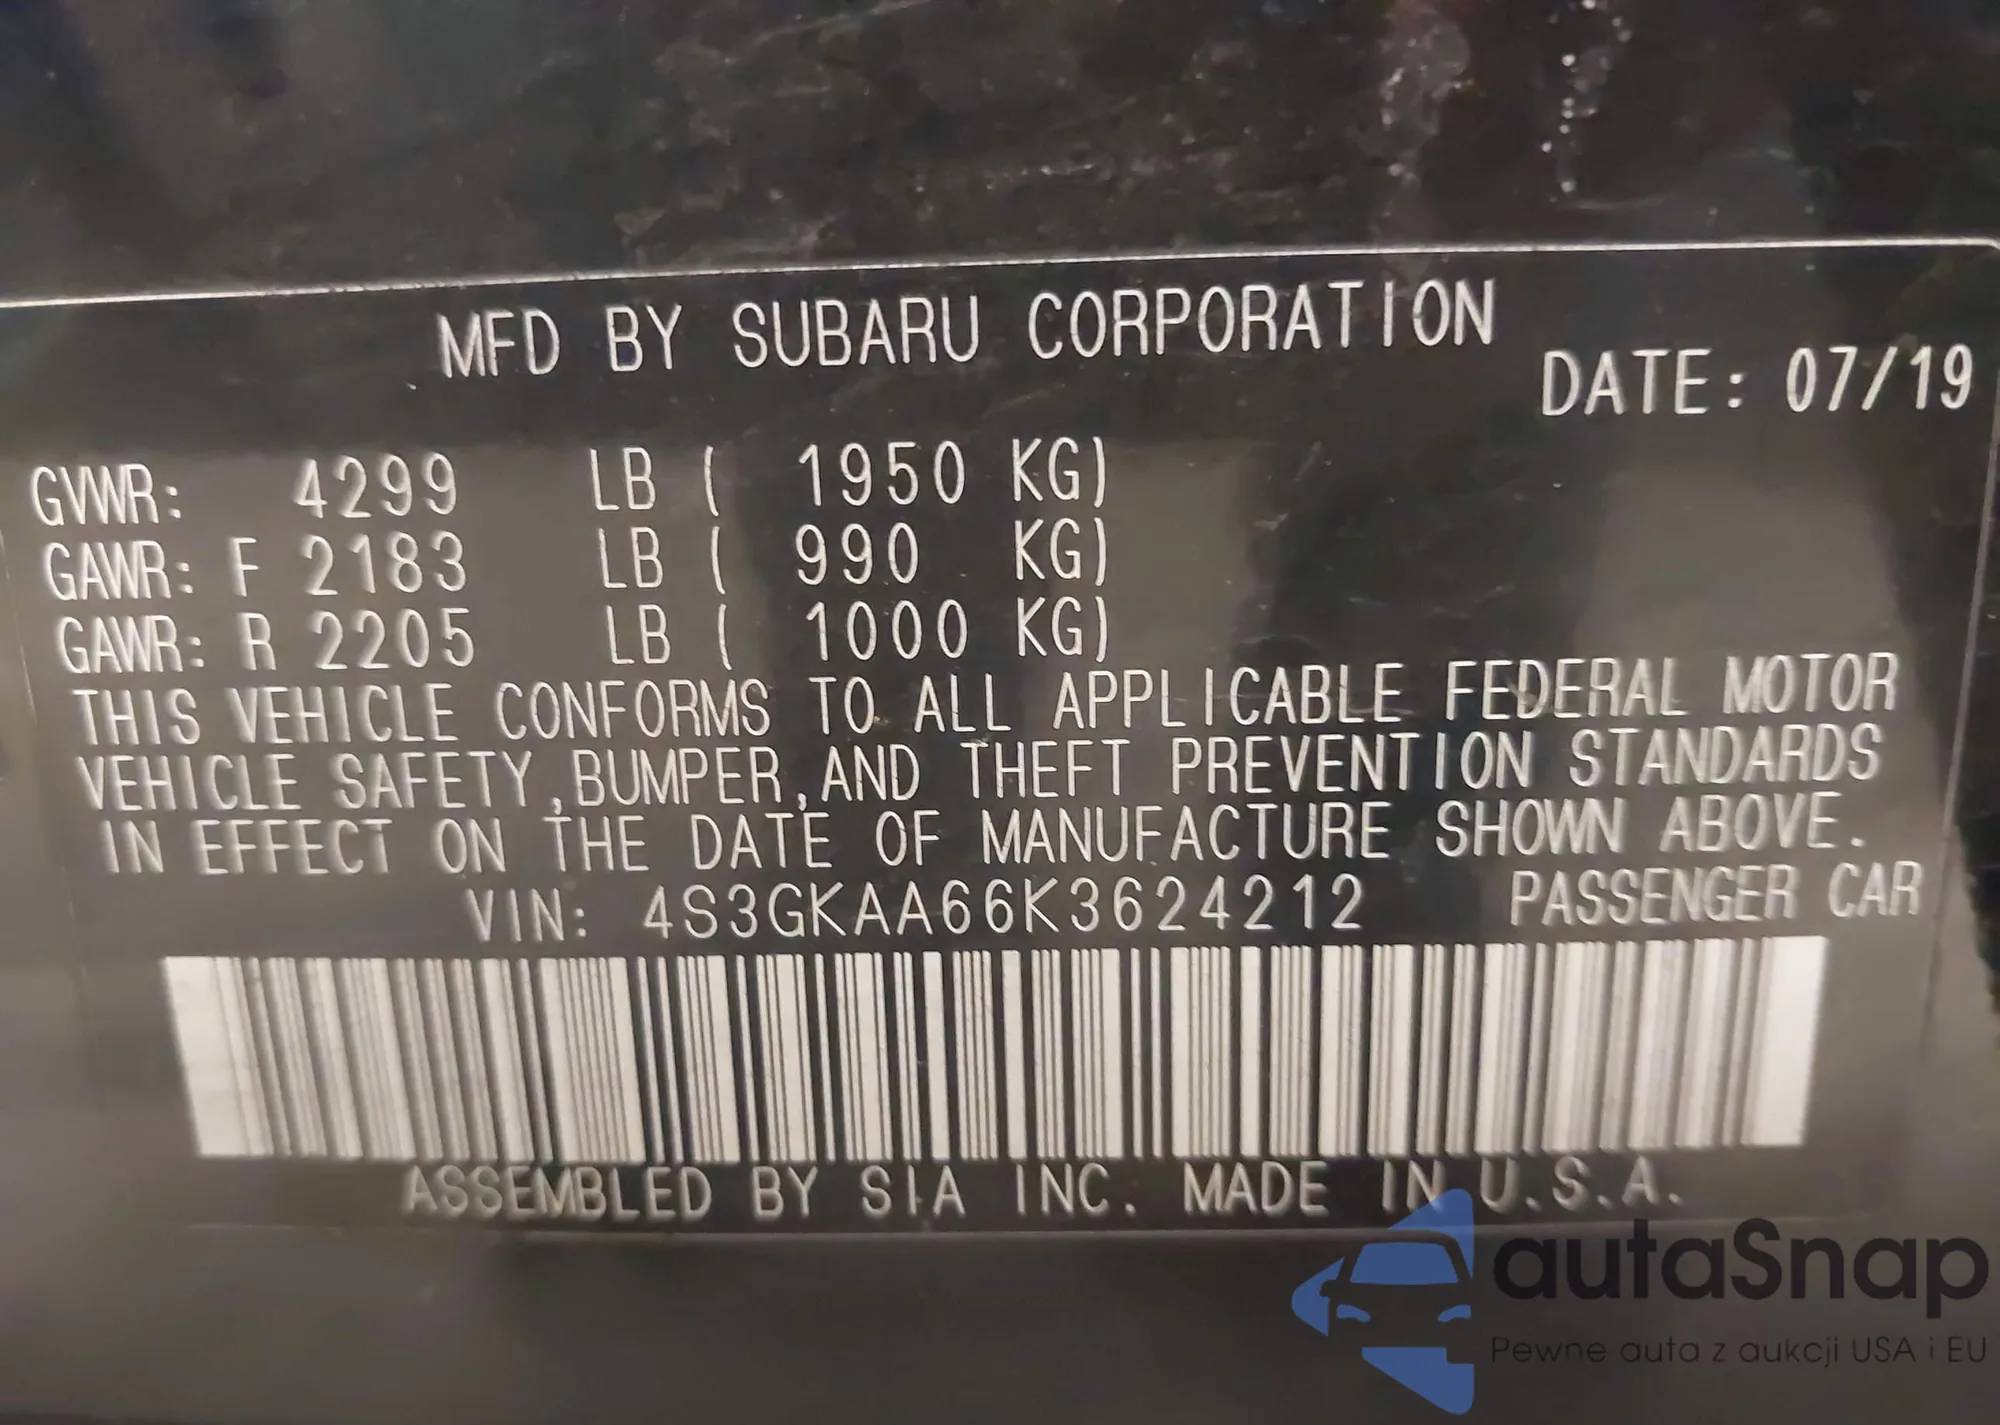 MFD BY SUBARU CORPORATION
DATE: 07/19
GVWR: 4299 LB ( 1950 KG)
GAWR: F 2183 LB ( 990 KG)
GAWR: R 2205 LB ( 1000 KG)
THIS VEHICLE CONFORMS TO ALL APPLICABLE FEDERAL MOTOR
VEHICLE SAFETY,BUMPER,AND THEFT PREVENTION STANDARDS
IN EFFECT ON THE DATE OF MANUFACTURE SHOWN ABOVE.
VIN: 4S3GKAA66K3624212 PASSENGER CAR
ASSEMBLED BY SIA INC. MADE IN U.S.A.
autaSnap
Pewne auta z aukcji USA i EU